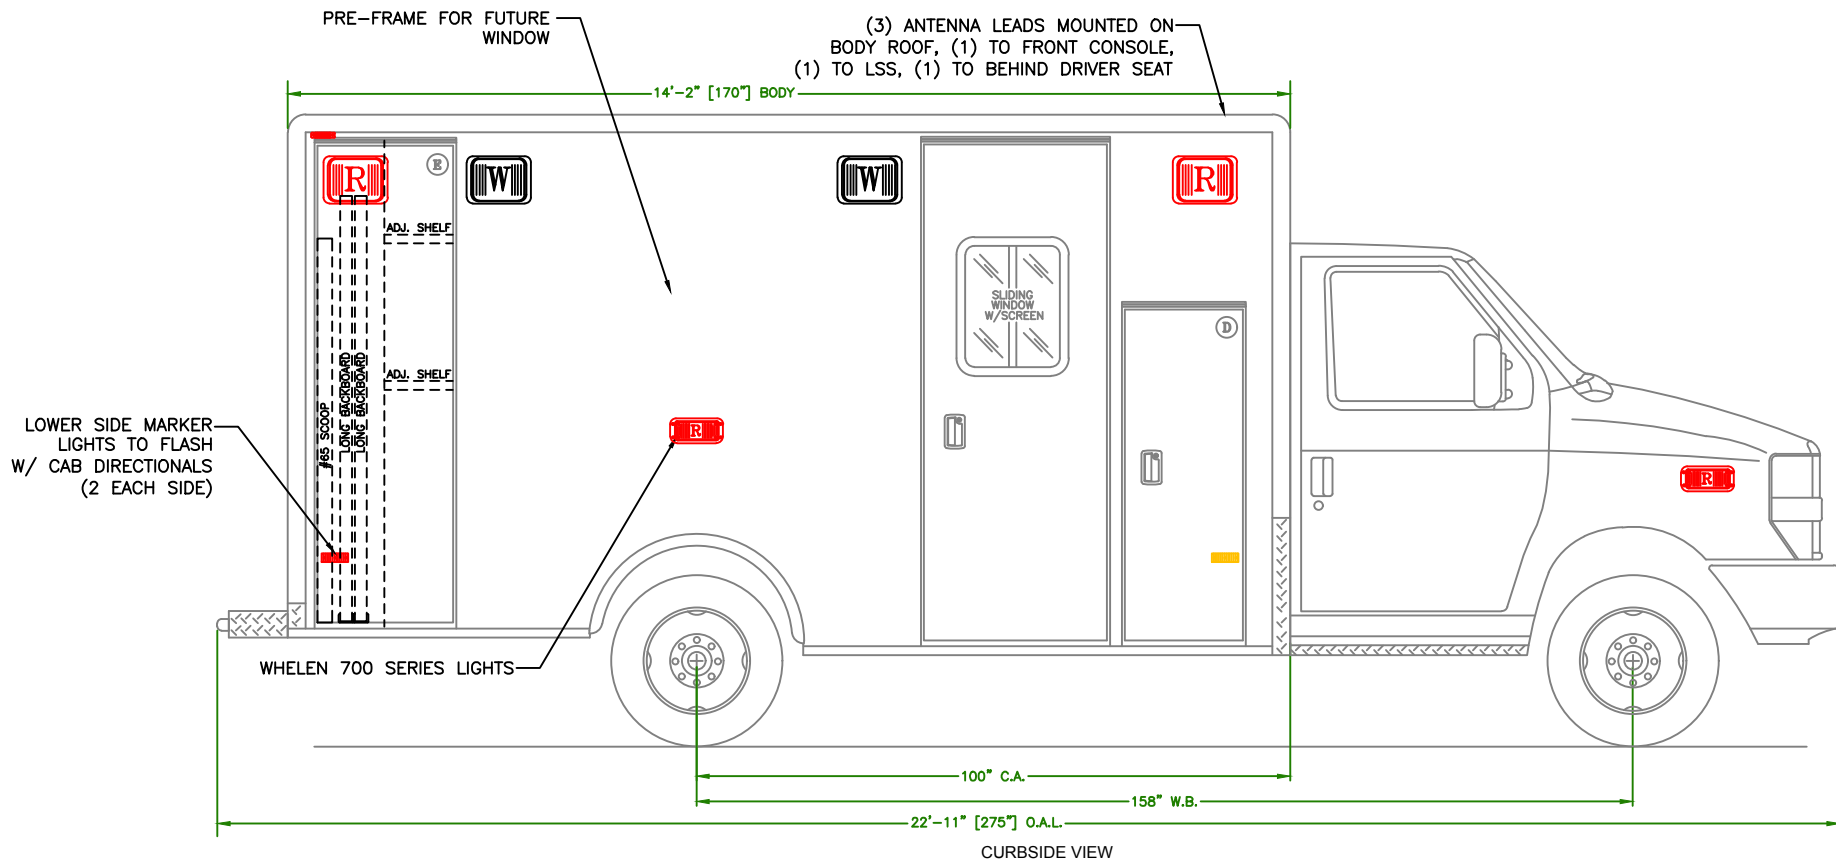 PRE-FRAME FOR FUTURE
WINDOW
(3) ANTENNA LEADS MOUNTED ON
BODY ROOF, (1) TO FRONT CONSOLE,
(1) TO LSS, (1) TO BEHIND DRIVER SEAT
14'-2" [170"] BODY
R
E
W
W
R
ADJ. SHELF
SLIDING
WINDOW
W/SCREEN
D
ADJ. SHELF
#65 SCOOP
LONG BACKBOARD
LONG BACKBOARD
LOWER SIDE MARKER
LIGHTS TO FLASH
W/ CAB DIRECTIONALS
(2 EACH SIDE)
R
R
WHELEN 700 SERIES LIGHTS
100" C.A.
158" W.B.
22'-11" [275"] O.A.L.
CURBSIDE VIEW